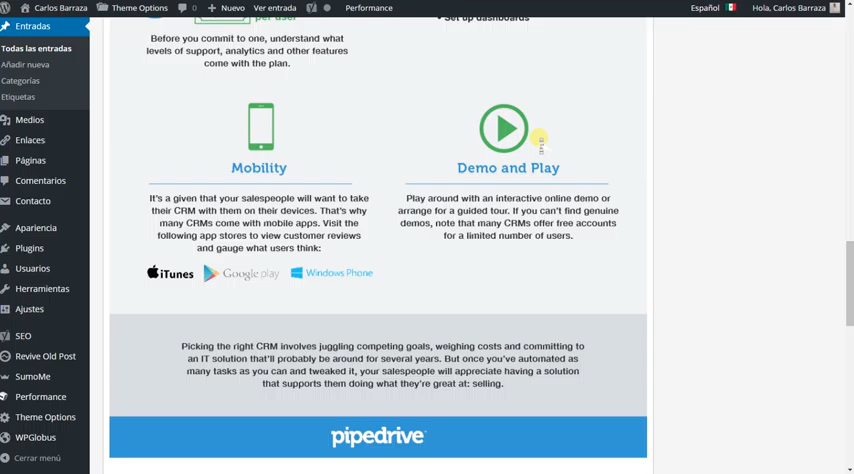 Carlos Barraza
Theme Options
0
Nuevo
Ver entrada
Performance
Español
Hola, Carlos Barraza
Entradas
Todas las entradas
Añadir nueva
Categorías
Etiquetas
Medios
Enlaces
Páginas
Comentarios
Contacto
Apariencia
Plugins
Usuarios
Herramientas
Ajustes
SEO
Revive Old Post
SumoMe
Performance
Theme Options
WPGlobus
Cerrar menú
per user
• Set up dashboards
Before you commit to one, understand what
levels of support, analytics and other features
come with the plan.
Mobility
It's a given that your salespeople will want to take
their CRM with them on their devices. That's why
many CRMs come with mobile apps. Visit the
following app stores to view customer reviews
and gauge what users think:
iTunes
Google play
Windows Phone
Demo and Play
Play around with an interactive online demo or
arrange for a guided tour. If you can't find genuine
demos, note that many CRMs offer free accounts
for a limited number of users.
Picking the right CRM involves juggling competing goals, weighing costs and committing to
an IT solution that'll probably be around for several years. But once you've automated as
many tasks as you can and tweaked it, your salespeople will appreciate having a solution
that supports them doing what they're great at: selling.
pipedrive